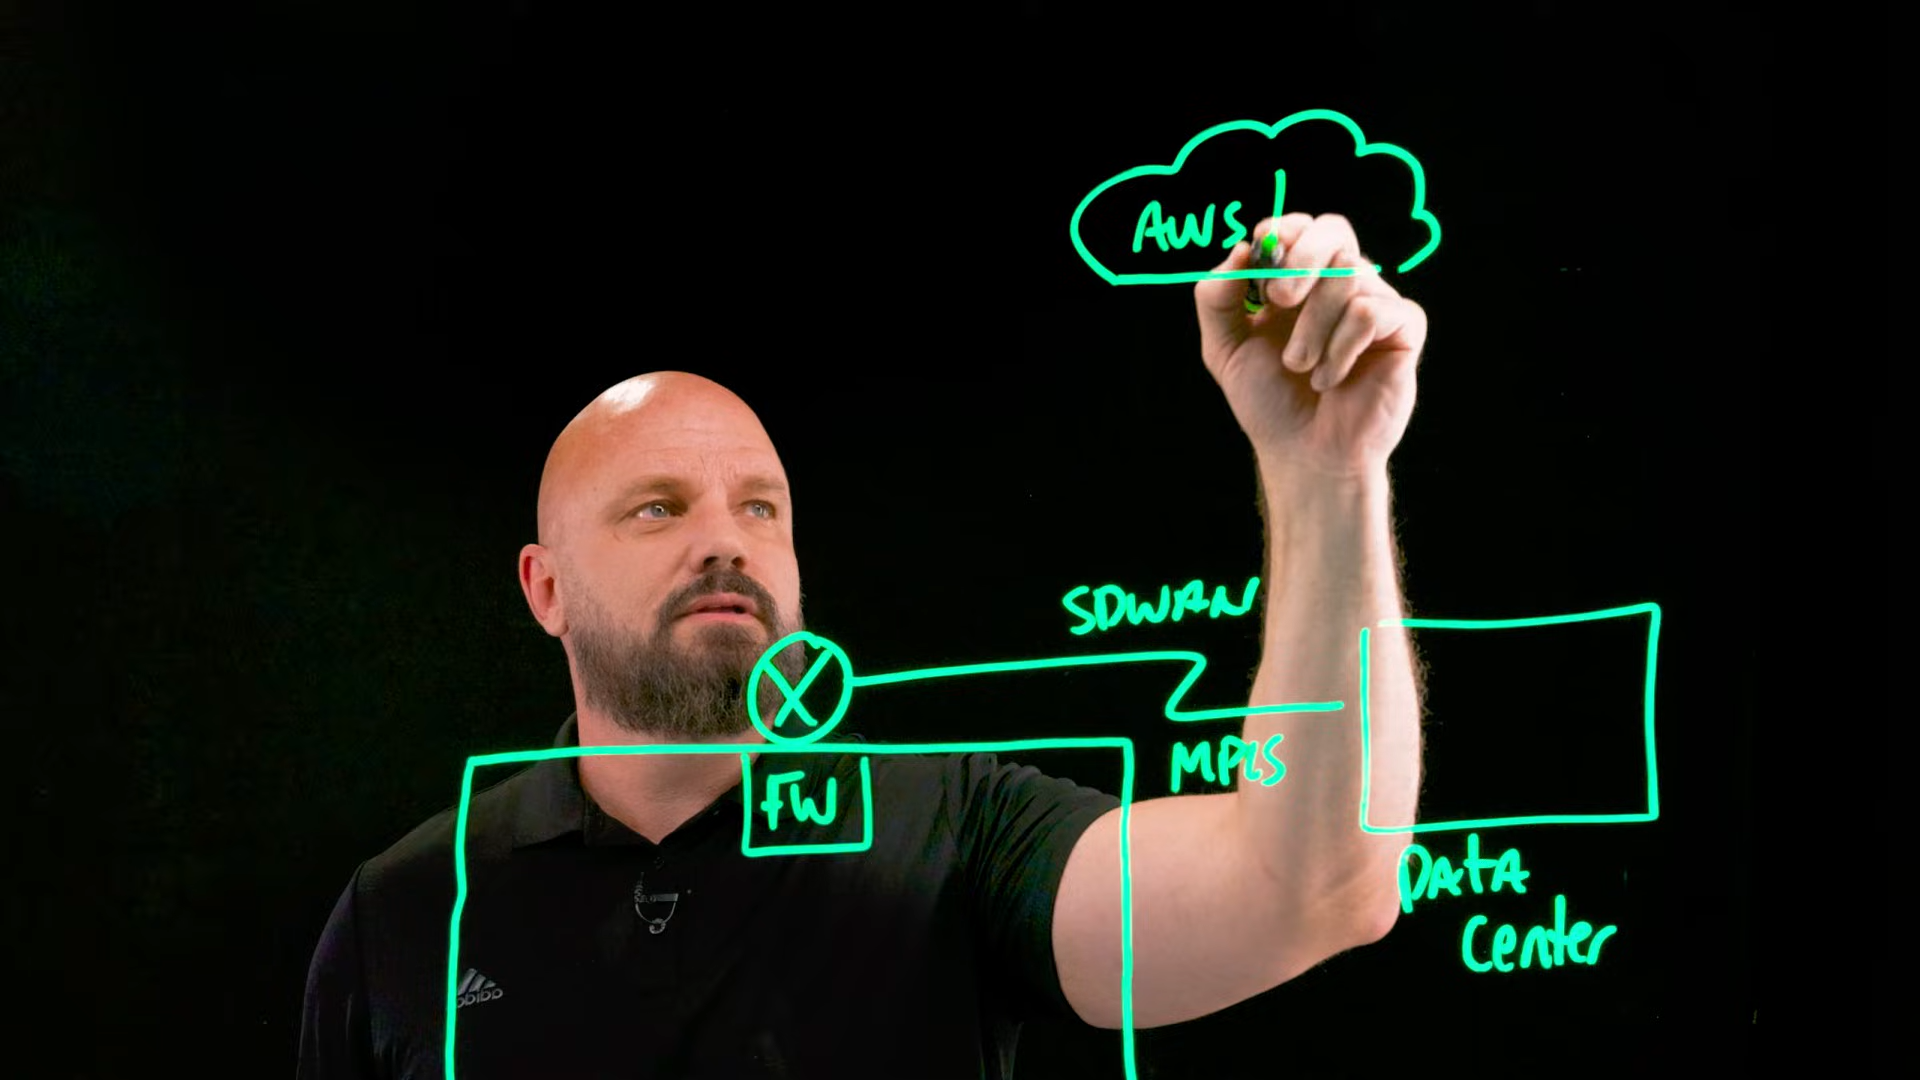 AWS /
SDWAN
X
MPLS
FW
DATA
Center